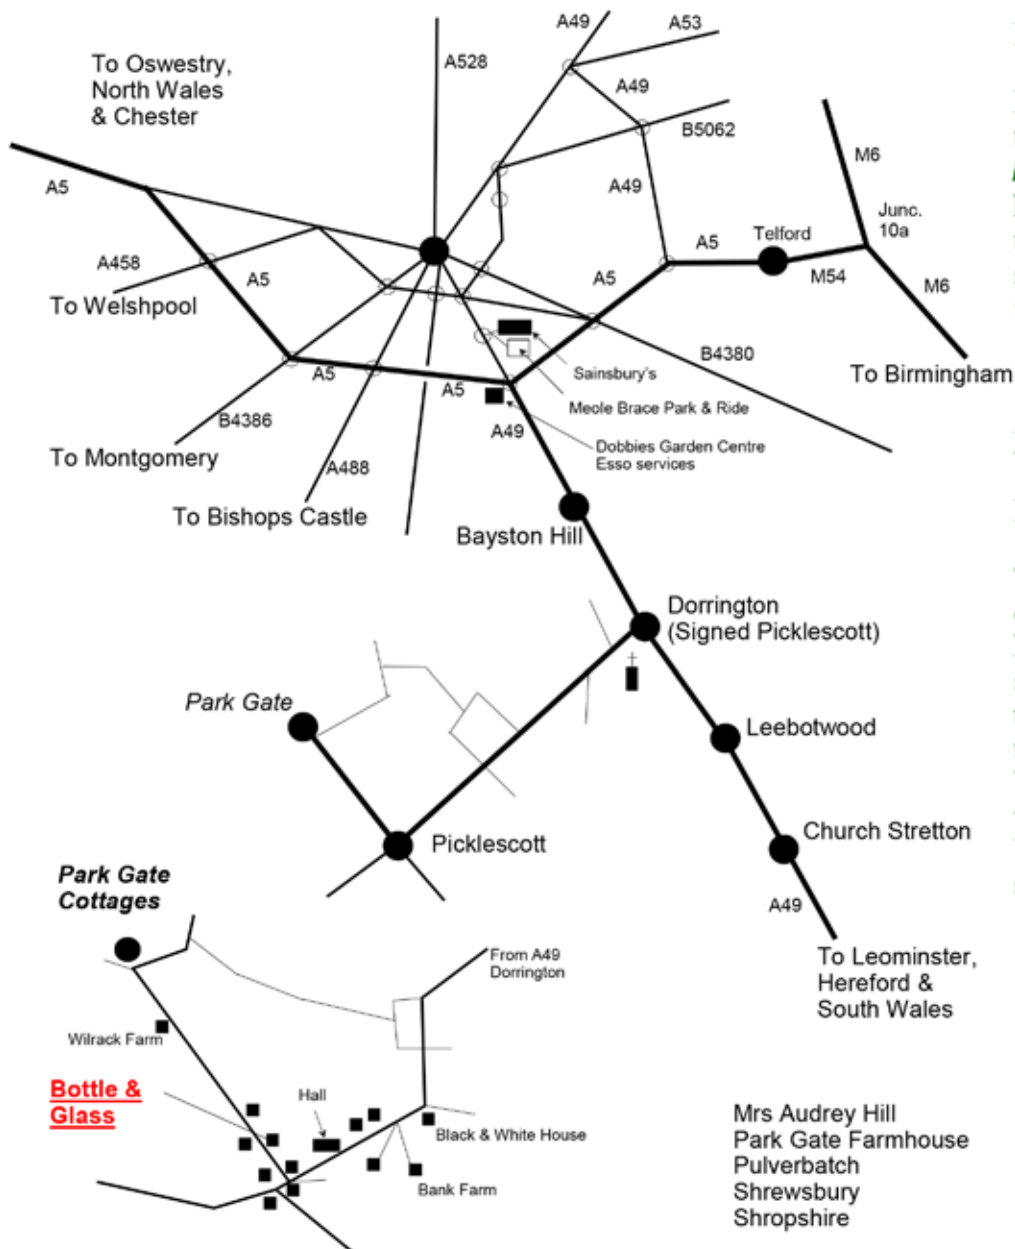 A49
A53
To Oswestry,
North Wales
& Chester
A528
A49
B5062
M6
A5
A49
Junc.
10a
Telford
A5
A458
A5
A5
M54
M6
To Welshpool
B4380
To Birmingham
Sainsbury's
A5
A5
Meole Brace Park & Ride
B4386
A49
Dobbies Garden Centre
Esso services
To Montgomery
A488
To Bishops Castle
Bayston Hill
Dorrington
(Signed Picklescott)
Park Gate
Leebotwood
Church Stretton
Picklescott
Park Gate
Cottages
A49
From A49
Dorrington
To Leominster,
Hereford &
South Wales
Wilrack Farm
Bottle &
Glass
Hall
Black & White House
Bank Farm
Mrs Audrey Hill
Park Gate Farmhouse
Pulverbatch
Shrewsbury
Shropshire